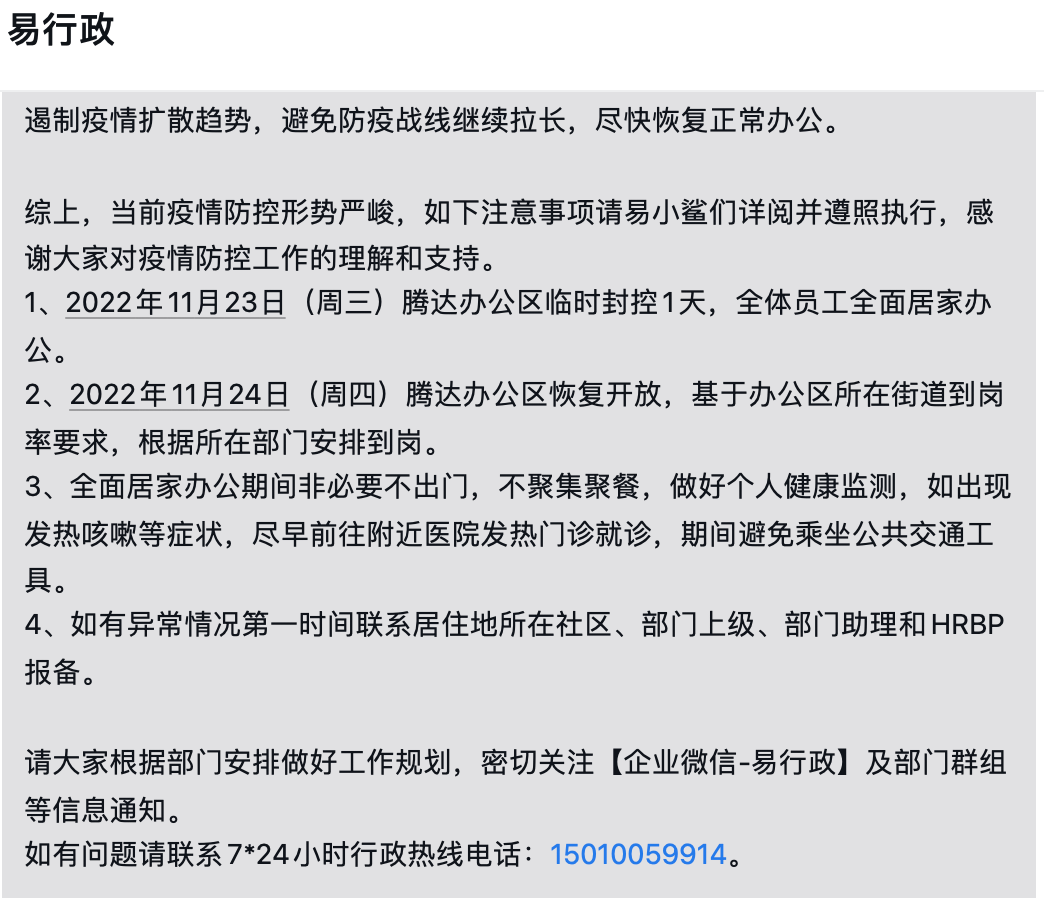 易行政
遏制疫情扩散趋势，避免防疫战线继续拉长，尽快恢复正常办公。
综上，当前疫情防控形势严峻，如下注意事项请易小鲨们详阅并遵照执行，感
谢大家对疫情防控工作的理解和支持。
1、2022年11月23日（周三）腾达办公区临时封控1天，全体员工全面居家办
公。
2、2022年11月24日（周四）腾达办公区恢复开放，基于办公区所在街道到岗
率要求，根据所在部门安排到岗。
3、全面居家办公期间非必要不出门，不聚集聚餐，做好个人健康监测，如出现
发热咳嗽等症状，尽早前往附近医院发热门诊就诊，期间避免乘坐公共交通工
具。
4、如有异常情况第一时间联系居住地所在社区、部门上级、部门助理和HRBP
报备。
请大家根据部门安排做好工作规划，密切关注【企业微信-易行政】及部门群组
等信息通知。
如有问题请联系7*24小时行政热线电话：15010059914。